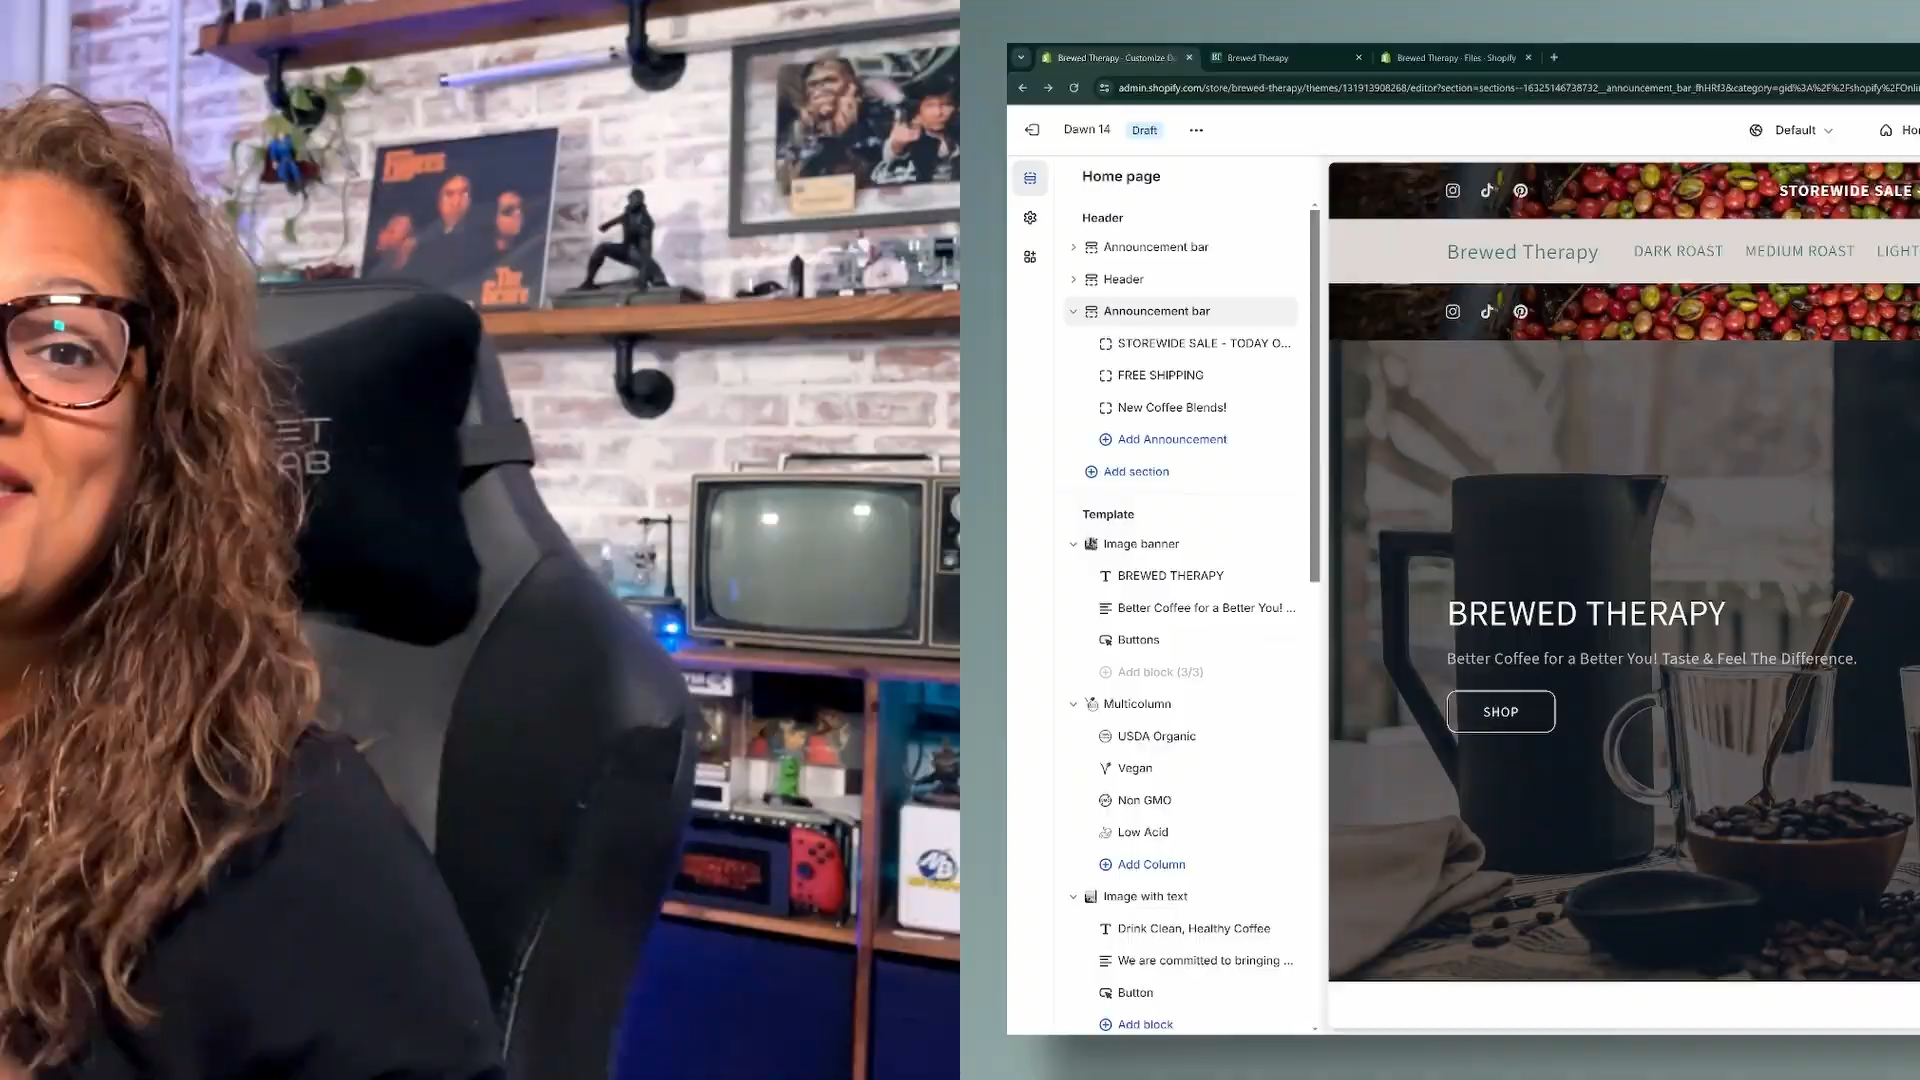 ET
AB
Brewed Therapy · Customize D
Brewed Therapy
Brewed Therapy · Files · Shopify
admin.shopify.com/store/brewed-therapy/themes/131913908268/editor?section=sections--16325146738732__announcement_bar_fhHRf3&category=gid%3A%2F%2Fshopify%2FOnli
Dawn 14
Draft
Default
Hor
Home page
Header
Announcement bar
Header
Announcement bar
STOREWIDE SALE - TODAY O...
FREE SHIPPING
New Coffee Blends!
Add Announcement
Add section
Template
Image banner
BREWED THERAPY
Better Coffee for a Better You! ...
Buttons
Add block (3/3)
Multicolumn
USDA Organic
Vegan
Non GMO
Low Acid
Add Column
Image with text
Drink Clean, Healthy Coffee
We are committed to bringing ...
Button
Add block
STOREWIDE SALE -
Brewed Therapy
DARK ROAST
MEDIUM ROAST
LIGHT
BREWED THERAPY
Better Coffee for a Better You! Taste & Feel The Difference.
SHOP